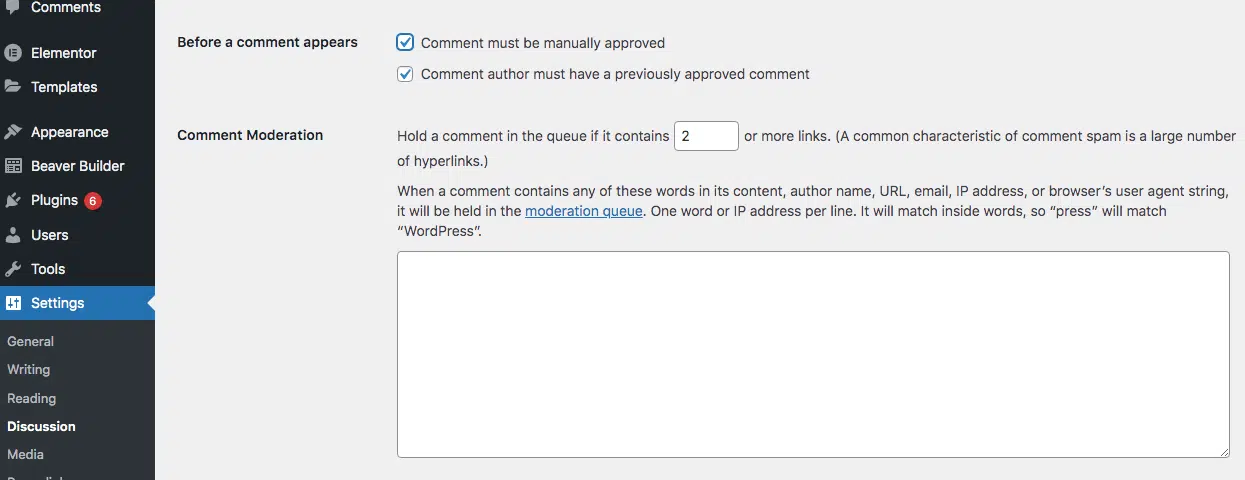 Comments
Elementor
Templates
Appearance
Beaver Builder
Plugins 6
Users
Tools
Settings
General
Writing
Reading
Discussion
Media
Before a comment appears
Comment must be manually approved
Comment author must have a previously approved comment
Comment Moderation
Hold a comment in the queue if it contains 2 or more links. (A common characteristic of comment spam is a large number
of hyperlinks.)
When a comment contains any of these words in its content, author name, URL, email, IP address, or browser’s user agent string,
it will be held in the moderation queue. One word or IP address per line. It will match inside words, so “press” will match
“WordPress”.